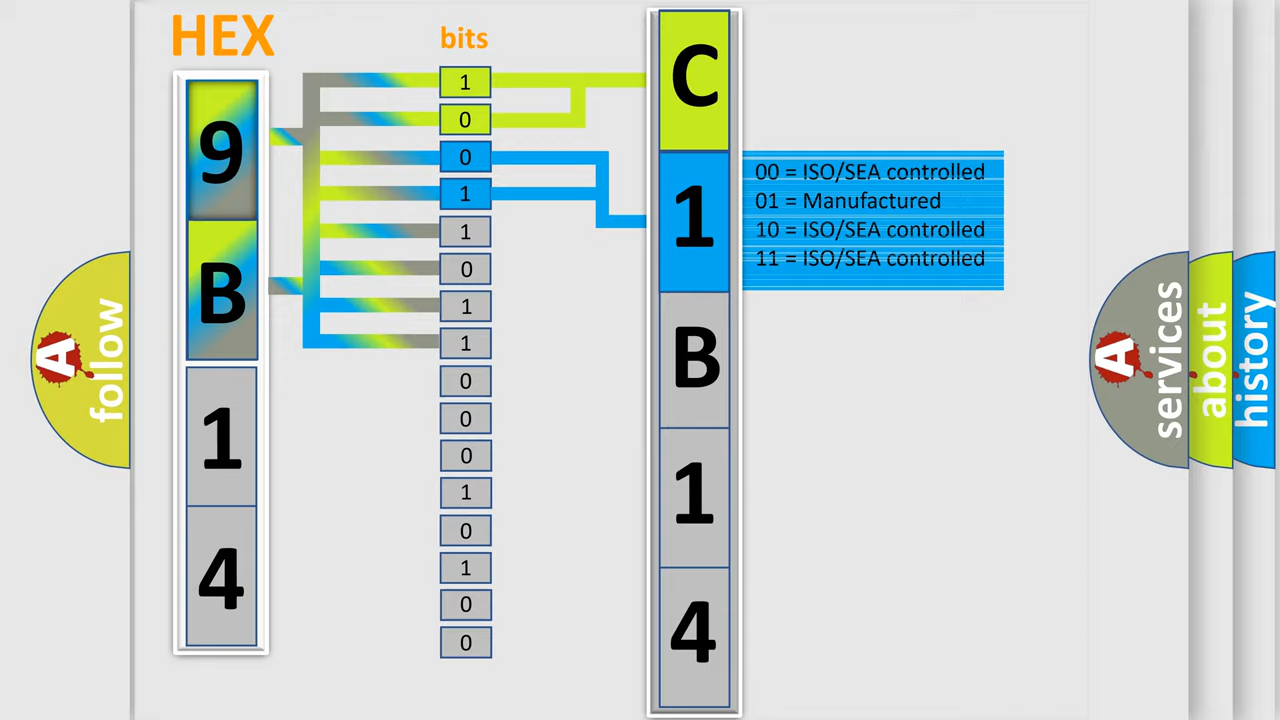 HEX
bits
9
B
1
4
1
0
0
1
1
0
1
1
0
0
0
1
0
1
0
0
C
1
B
1
4
00 = ISO/SEA controlled
01 = Manufactured
10 = ISO/SEA controlled
11 = ISO/SEA controlled
A
follow
A
services
about
history